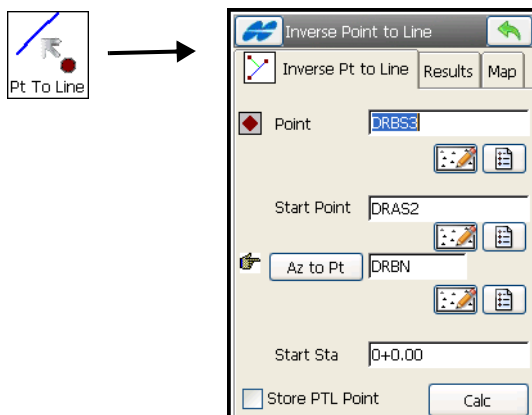 Pt To Line
Inverse Point to Line
Inverse Pt to Line Results Map
Point DRBS3
Start Point DRAS2
Az to Pt DRBN
Start Sta 0+0.00
Store PTL Point Calc